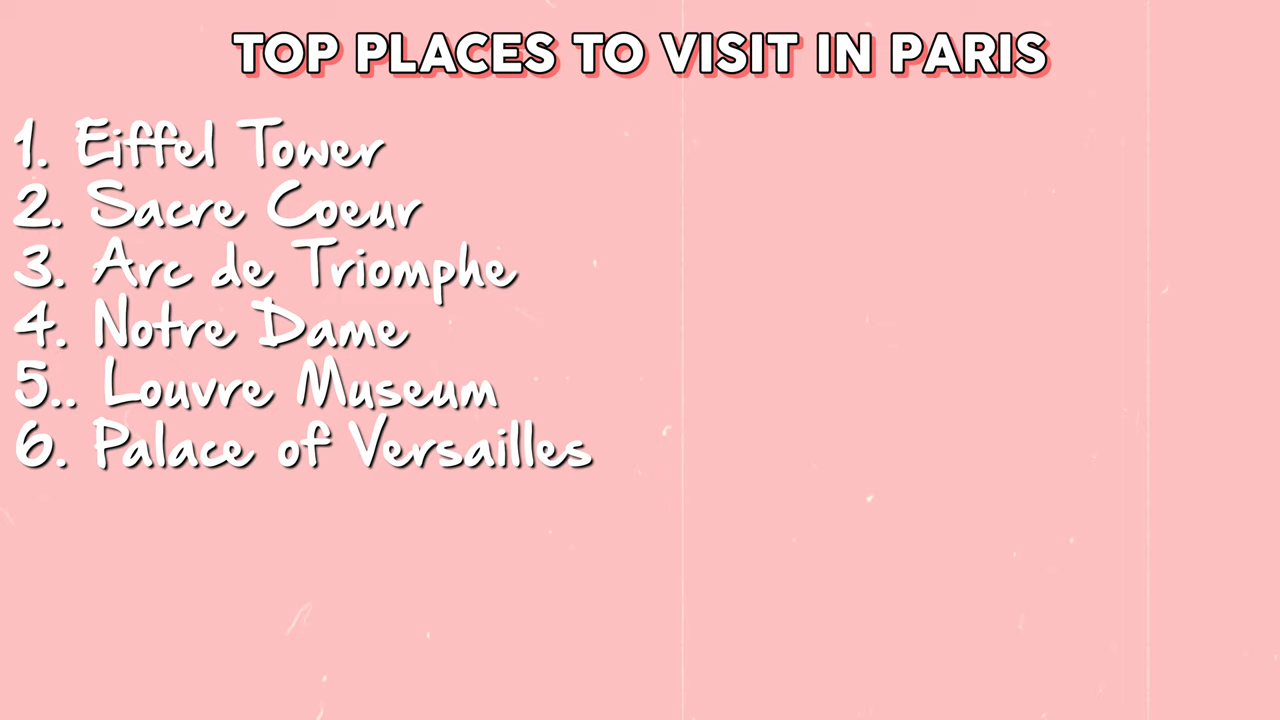 TOP PLACES TO VISIT IN PARIS
1. Eiffel Tower
2. Sacre Coeur
3. Arc de Triomphe
4. Notre Dame
5.. Louvre Museum
6. Palace of Versailles